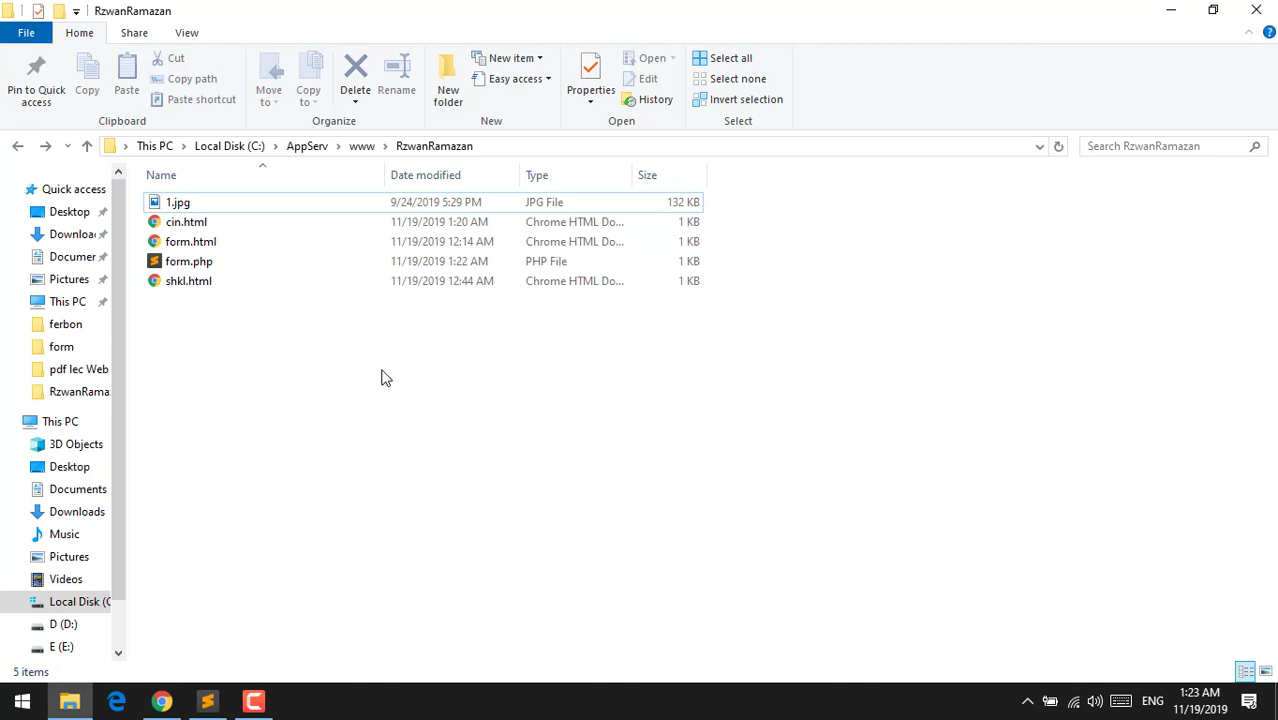 RzwanRamazan
File Home Share View
Pin to Quick access
Copy
Paste
Cut
Copy path
Paste shortcut
Clipboard
Move to
Copy to
Delete
Rename
Organize
New folder
New item
Easy access
New
Properties
Open
Edit
History
Open
Select all
Select none
Invert selection
Select
This PC Local Disk (C:) AppServ www RzwanRamazan
Search RzwanRamazan
Name Date modified Type Size
1.jpg 9/24/2019 5:29 PM JPG File 132 KB
cin.html 11/19/2019 1:20 AM Chrome HTML Do... 1 KB
form.html 11/19/2019 12:14 AM Chrome HTML Do... 1 KB
form.php 11/19/2019 1:22 AM PHP File 1 KB
shkl.html 11/19/2019 12:44 AM Chrome HTML Do... 1 KB
Quick access
Desktop
Downloa
Documer
Pictures
This PC
ferbon
form
pdf lec Web
RzwanRama
This PC
3D Objects
Desktop
Documents
Downloads
Music
Pictures
Videos
Local Disk (C
D (D:)
E (E:)
5 items
ENG
1:23 AM
11/19/2019